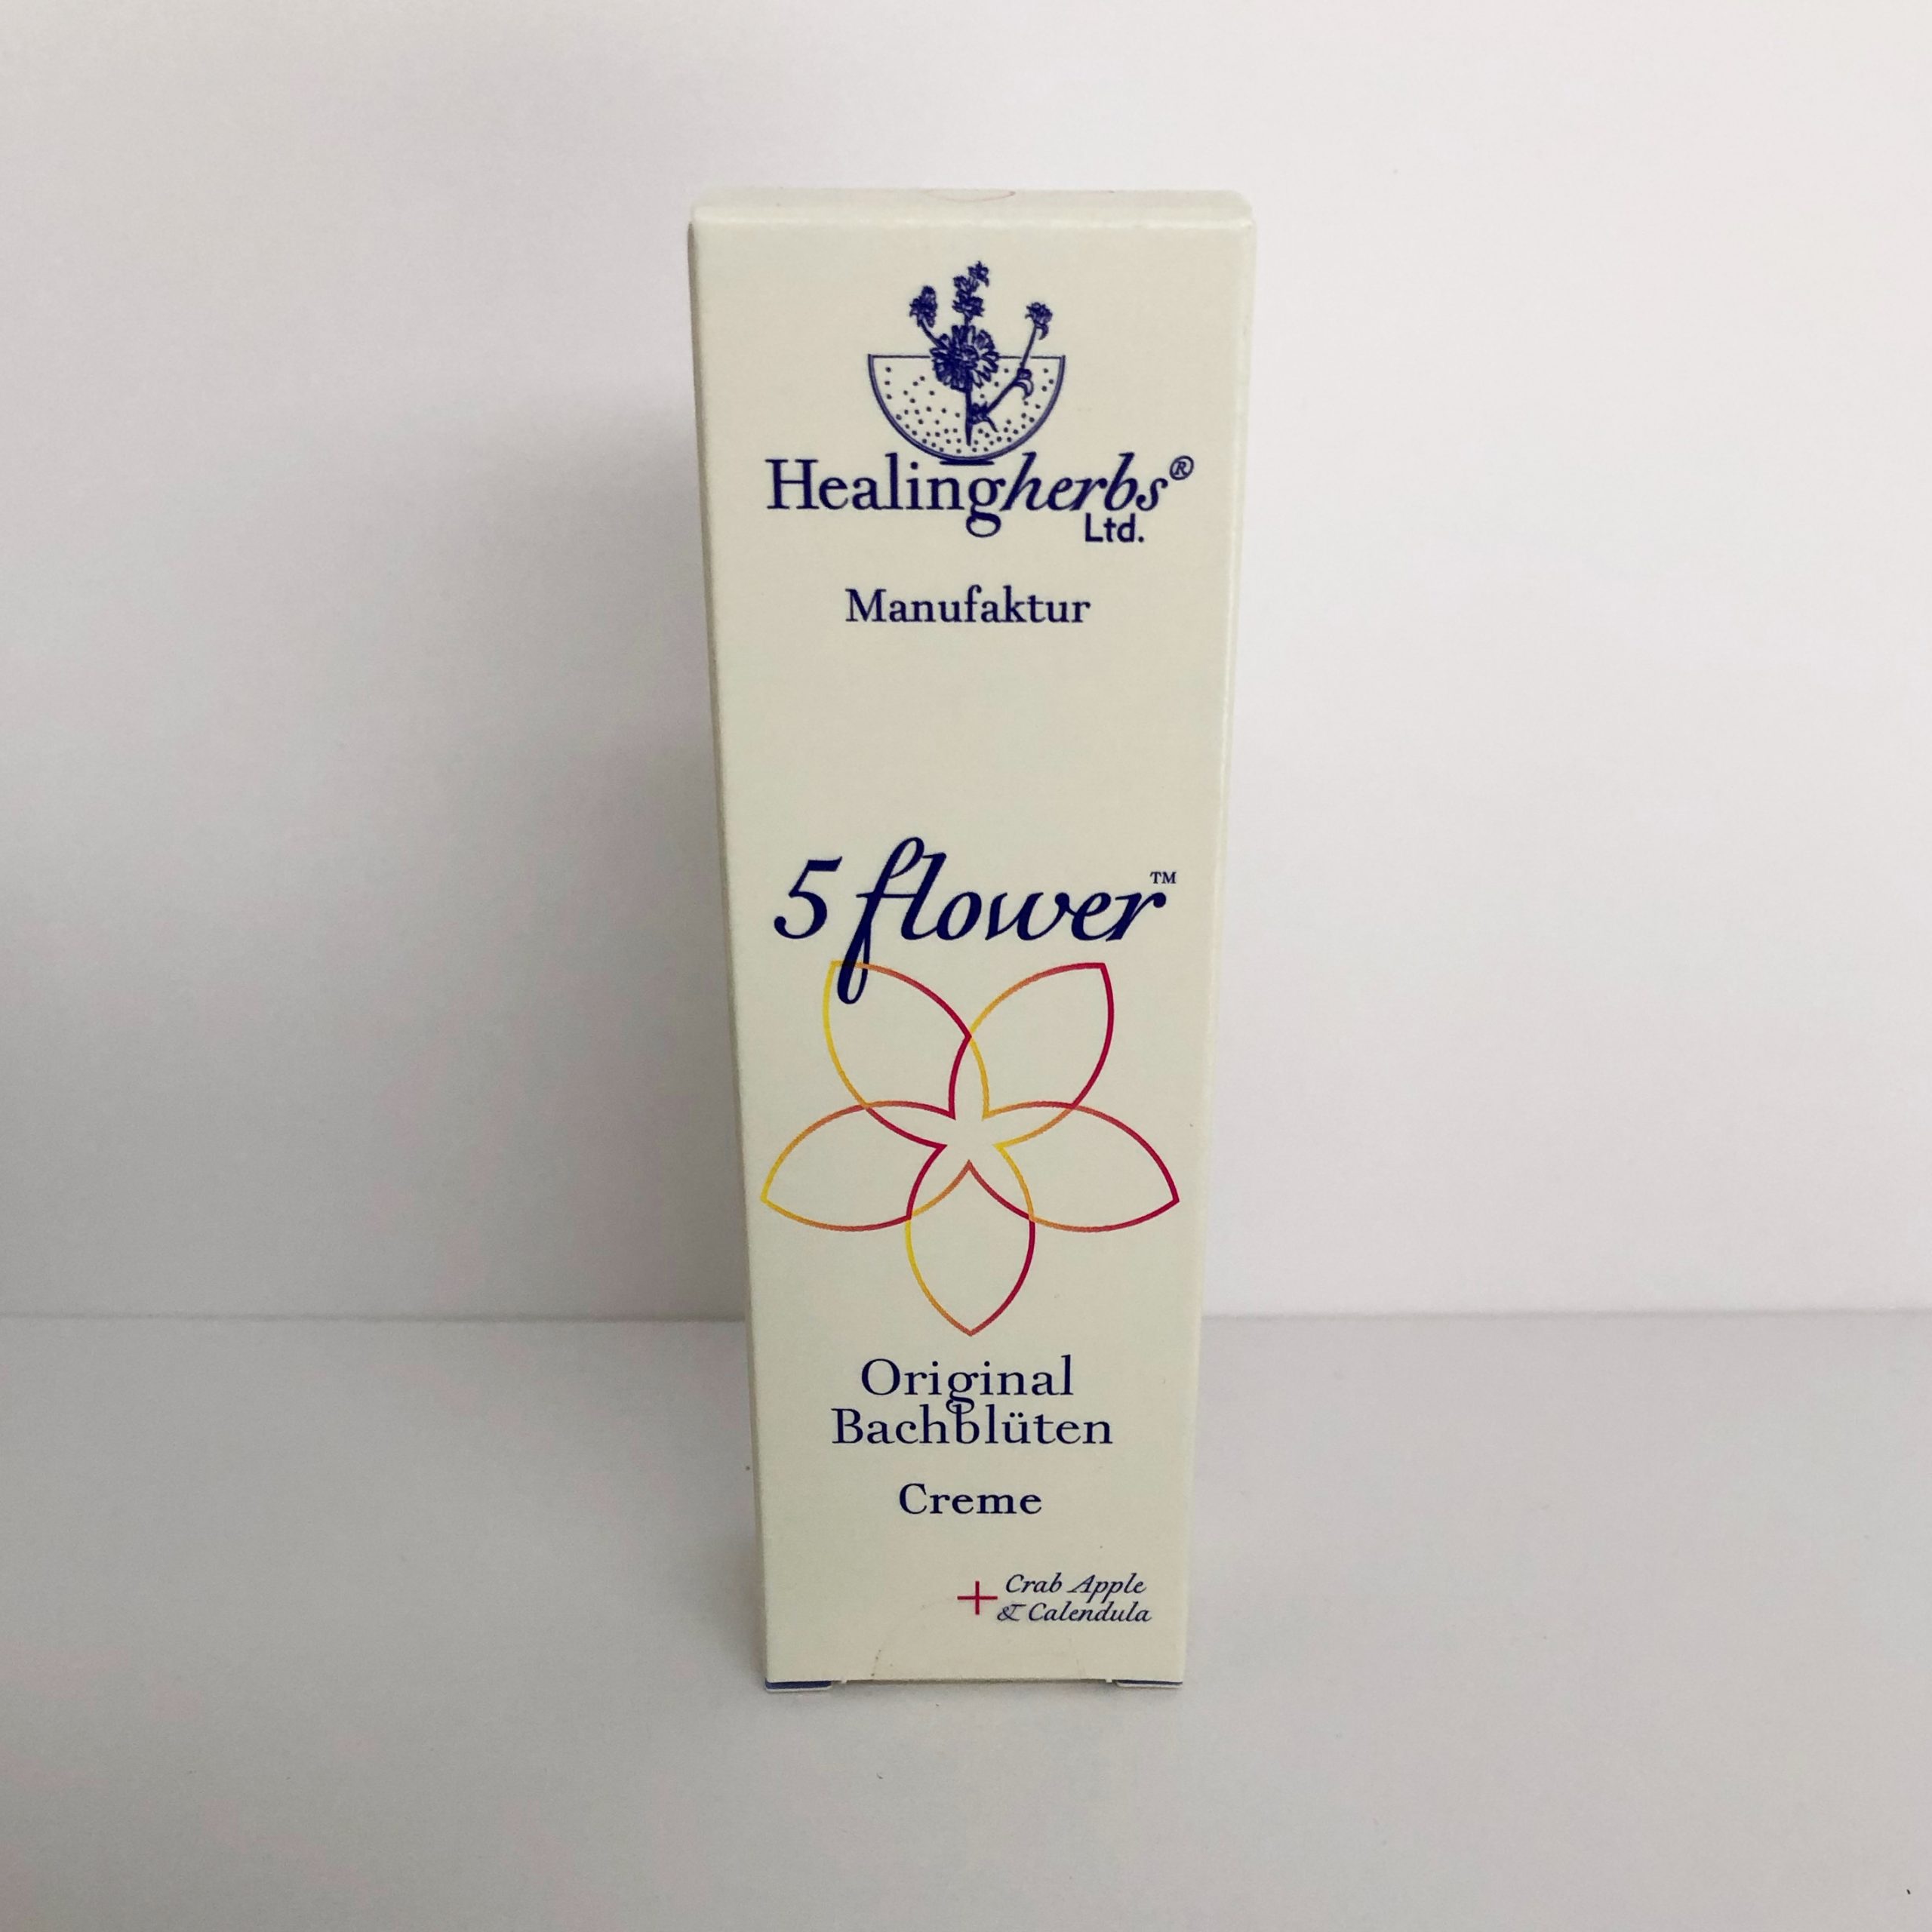 Healingherbs®
Ltd.
Manufaktur
5 flower™
Original
Bachblüten
Creme
+ Crab Apple
& Calendula